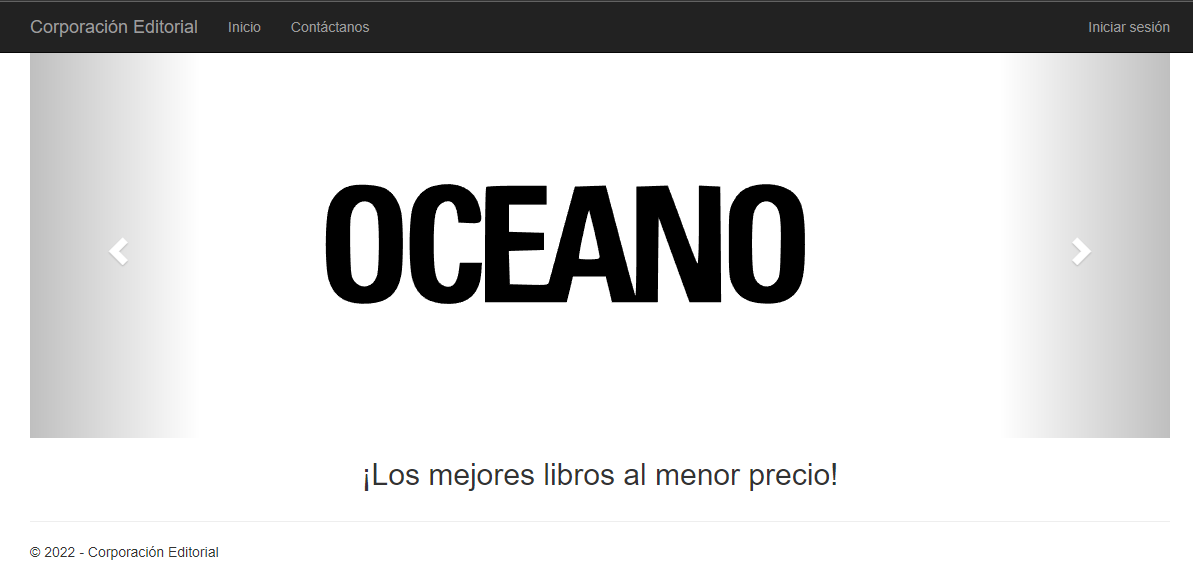 Corporación Editorial Inicio Contáctanos Iniciar sesión
OCEANO
¡Los mejores libros al menor precio!
© 2022 - Corporación Editorial